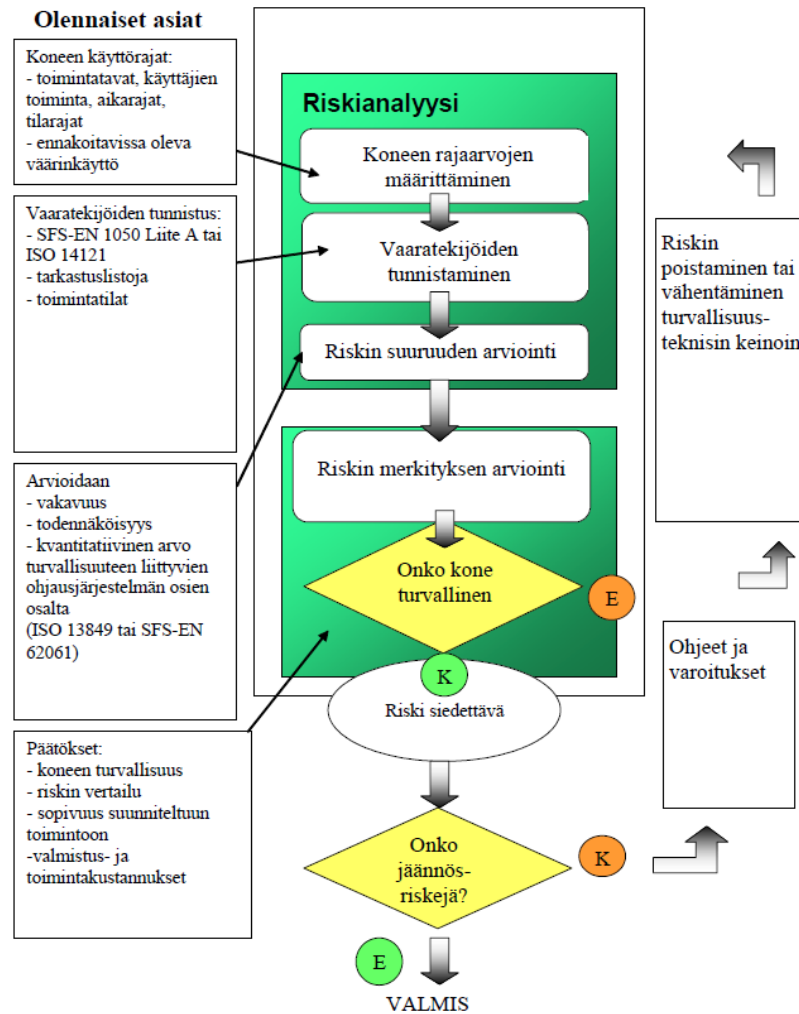 Olennaiset asiat
Koneen käyttörajat:
- toimintatavat, käyttäjien
toiminta, aikarajat,
tilarajat
- ennakoitavissa oleva
väärinkäyttö
Vaaratekijöiden tunnistus:
- SFS-EN 1050 Liite A tai
ISO 14121
- tarkastuslistoja
- toimintatilat
Arvioidaan
- vakavuus
- todennäköisyys
- kvantitatiivinen arvo
turvallisuuteen liittyvien
ohjausjärjestelmän osien
osalta
(ISO 13849 tai SFS-EN
62061)
Päätökset:
- koneen turvallisuus
- riskin vertailu
- sopivuus suunniteltuun
toimintoon
-valmistus- ja
toimintakustannukset
Riskianalyysi
Koneen rajaarvojen
määrittäminen
Vaaratekijöiden
tunnistaminen
Riskin suuruuden arviointi
Riskin merkityksen arviointi
Onko kone
turvallinen
E
K
Riski siedettävä
Onko
jäännös-
riskejä?
K
E
VALMIS
Riskin
poistaminen tai
vähentäminen
turvallisuus-
teknisin keinoin
Ohjeet ja
varoitukset